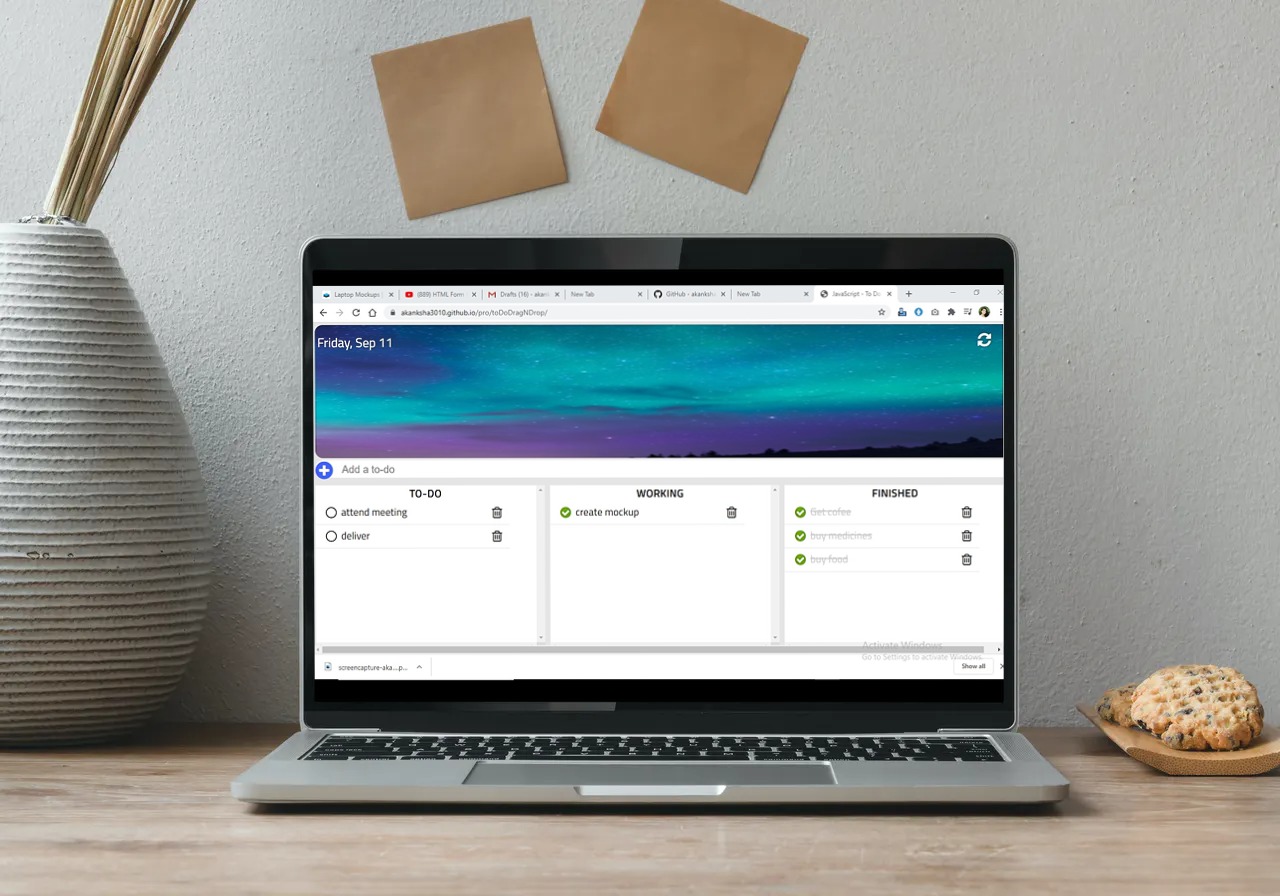 Laptop Mockups
(889) HTML Form
Drafts (16) - akan
New Tab
GitHub - akanksh
New Tab
JavaScript - To Do
akanksha3010.github.io/pro/toDoDragNDrop/
Friday, Sep 11
Add a to-do
TO-DO
attend meeting
deliver
WORKING
create mockup
FINISHED
Get cofee
buy medicines
buy food
Activate Windows
Go to Settings to activate Windows.
screencapture-aka....p...
Show all